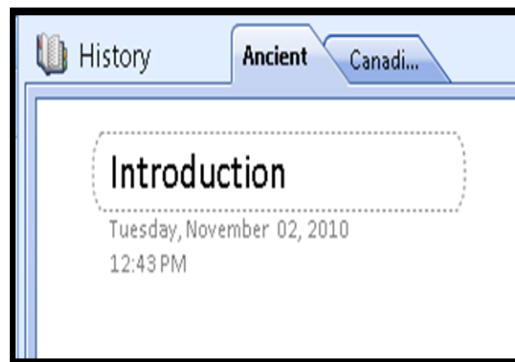 History Ancient Canadi...
Introduction
Tuesday, November 02, 2010
12:43 PM